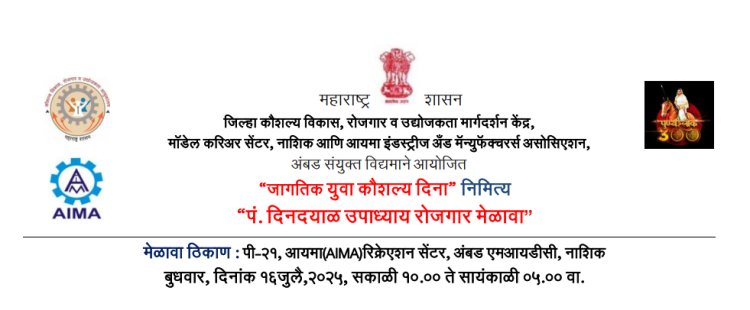 महाराष्ट्र शासन
जिल्हा कौशल्य विकास, रोजगार व उद्योजकता मार्गदर्शन केंद्र,
मॉडेल करिअर सेंटर, नाशिक आणि आयमा इंडस्ट्रीज अँड मॅन्युफॅक्चरर्स असोसिएशन,
अंबड संयुक्त विद्यमाने आयोजित
“जागतिक युवा कौशल्य दिना” निमित्य
“पं. दिनदयाळ उपाध्याय रोजगार मेळावा”
AIMA
३००
मेळावा ठिकाण : पी-२१, आयमा(AIMA)रिक्रेएशन सेंटर, अंबड एमआयडीसी, नाशिक
बुधवार, दिनांक १६जुलै,२०२५, सकाळी १०.०० ते सायंकाळी ०५.०० वा.